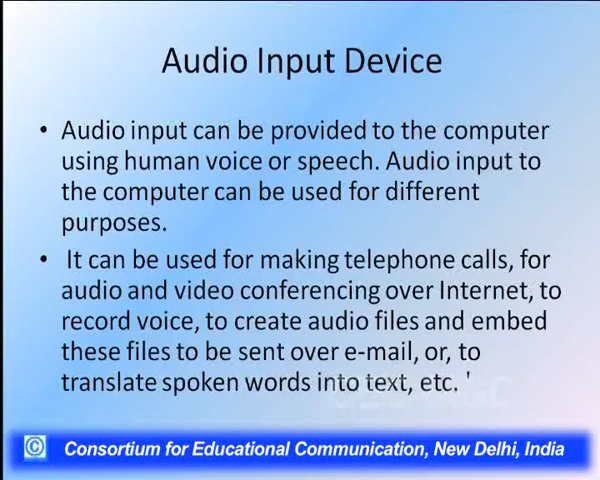 Audio Input Device
• Audio input can be provided to the computer
using human voice or speech. Audio input to
the computer can be used for different
purposes.
• It can be used for making telephone calls, for
audio and video conferencing over Internet, to
record voice, to create audio files and embed
these files to be sent over e-mail, or, to
translate spoken words into text, etc. '
© Consortium for Educational Communication, New Delhi, India